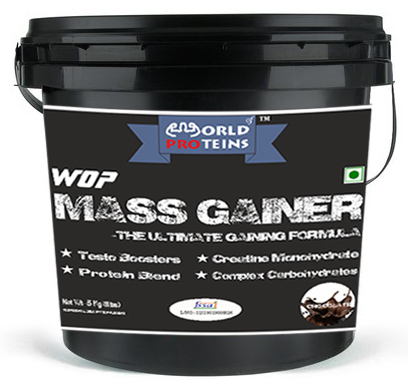 WORLD of ™
PROTEINS
WOP
MASS GAINER
-THE ULTIMATE GAINING FORMULA
★ Testo Boosters ★ Creatine Monohydrate
★ Protein Blend ★ Complex Carbohydrates
Net Wt. 5 Kg
fssai
CHOCOLATE